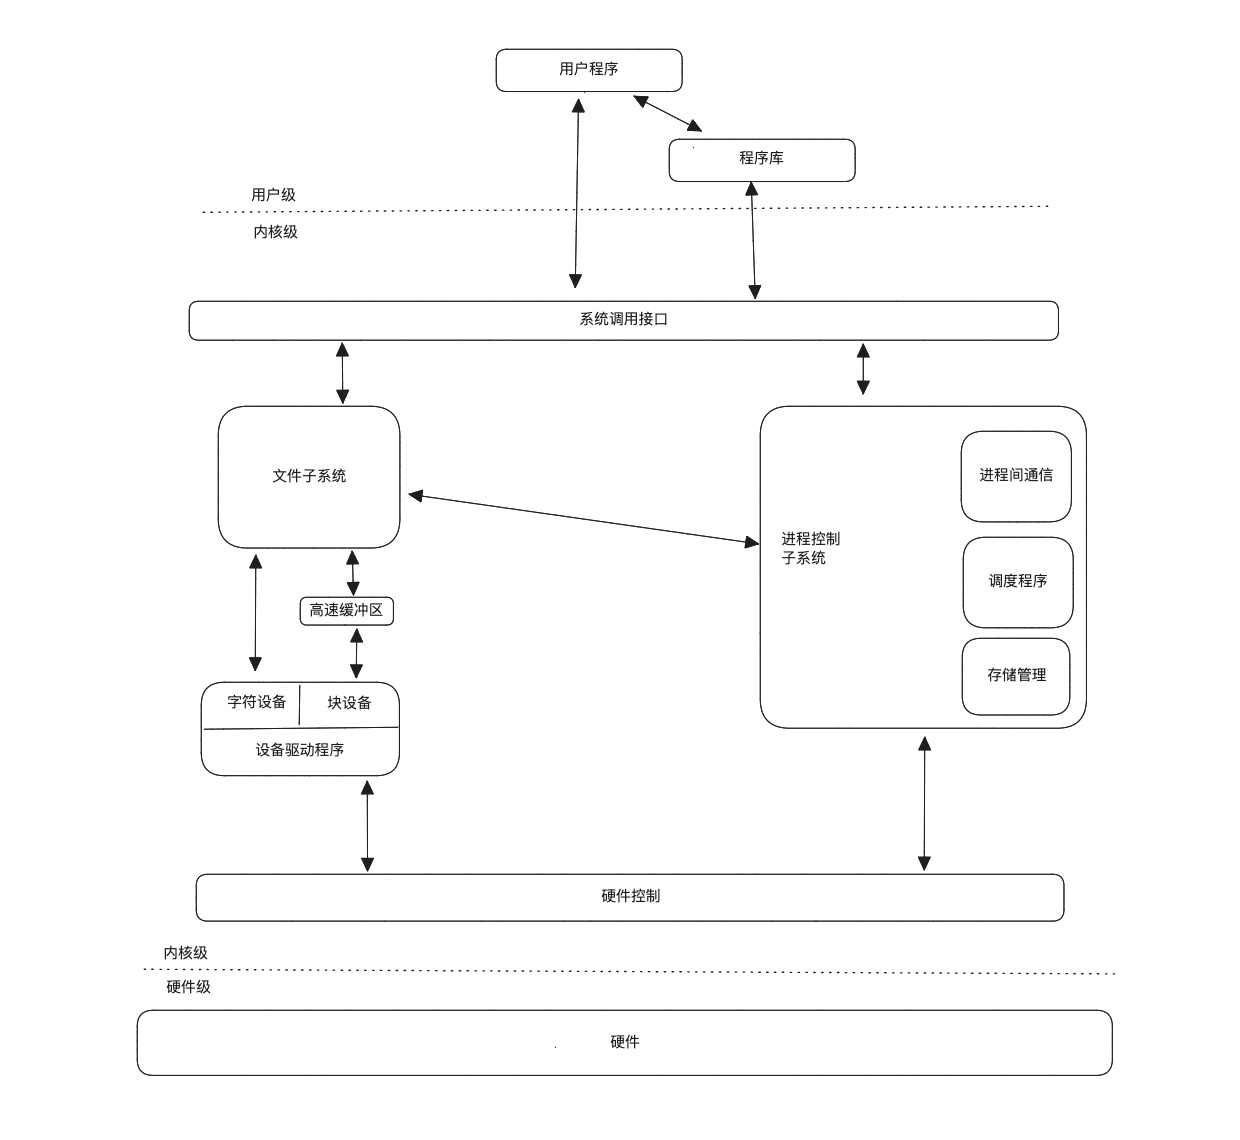 用户程序
程序库
用户级
内核级
系统调用接口
文件子系统
进程控制
子系统
进程间通信
调度程序
存储管理
高速缓冲区
字符设备
块设备
设备驱动程序
硬件控制
内核级
硬件级
硬件